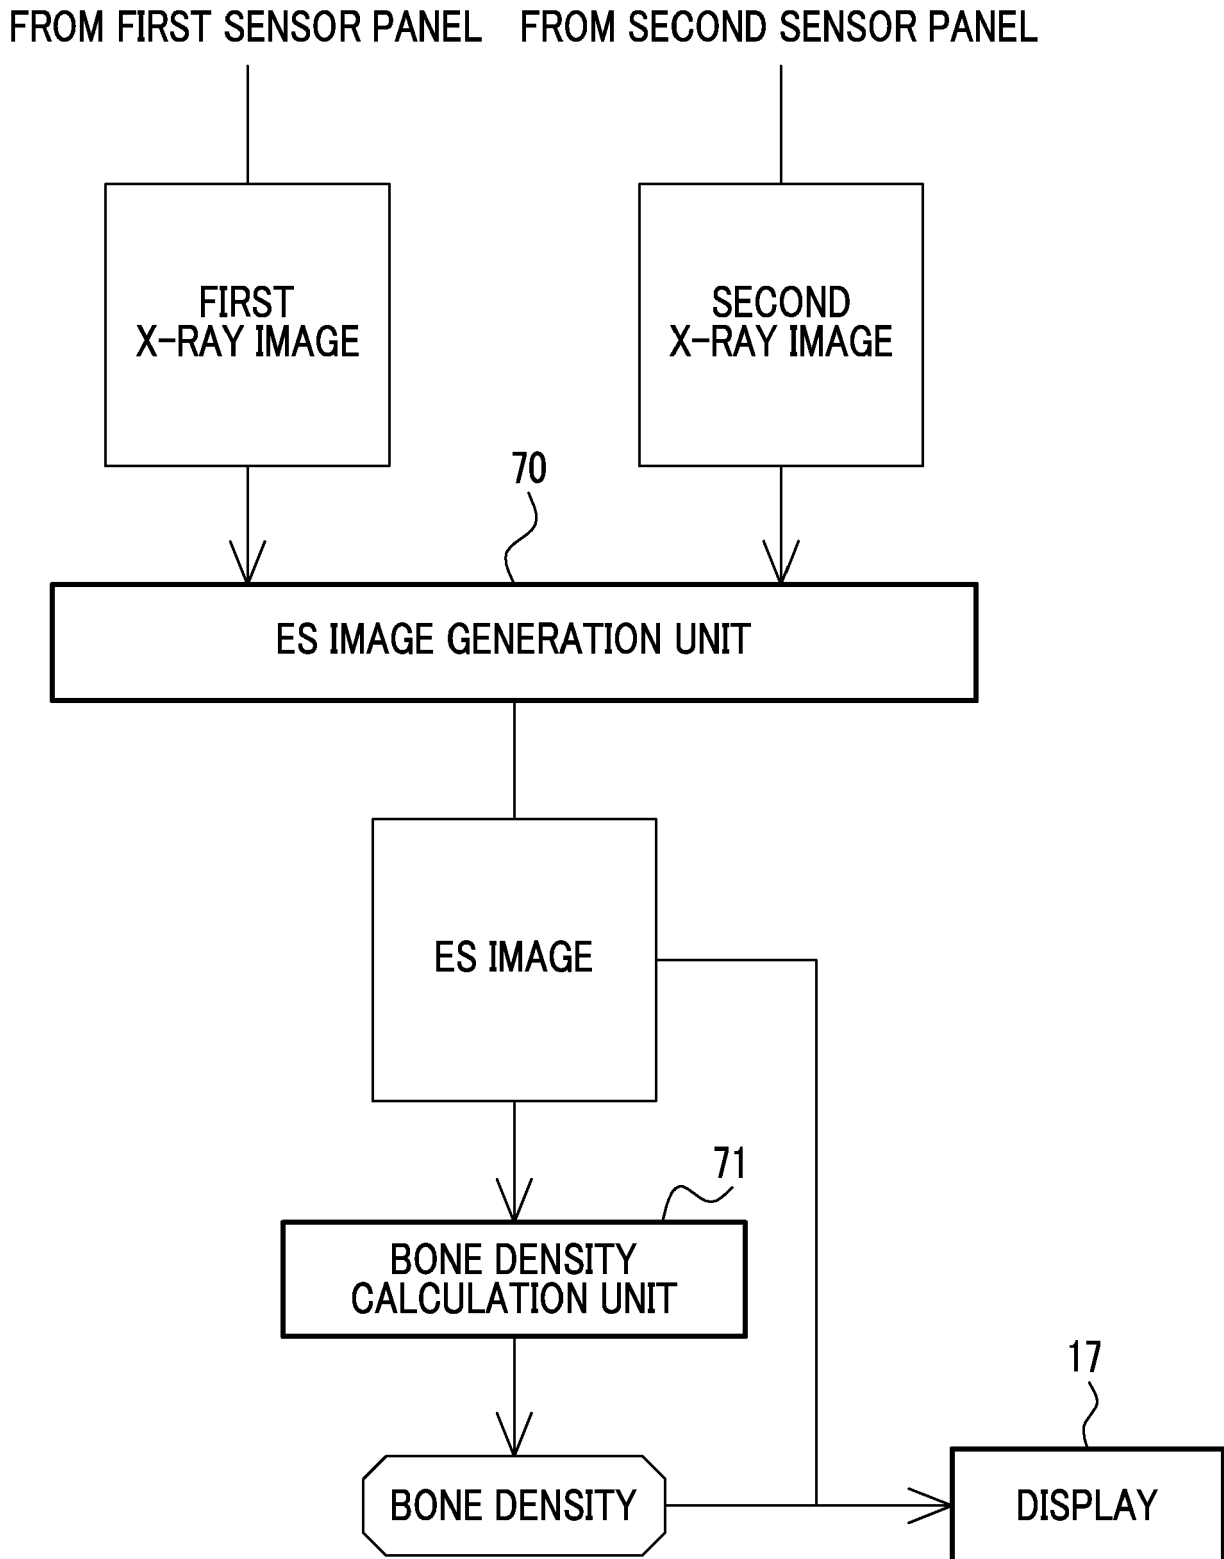 FROM FIRST SENSOR PANEL
FROM SECOND SENSOR PANEL
FIRST
X-RAY IMAGE
SECOND
X-RAY IMAGE
70
ES IMAGE GENERATION UNIT
ES IMAGE
71
BONE DENSITY
CALCULATION UNIT
17
BONE DENSITY
DISPLAY